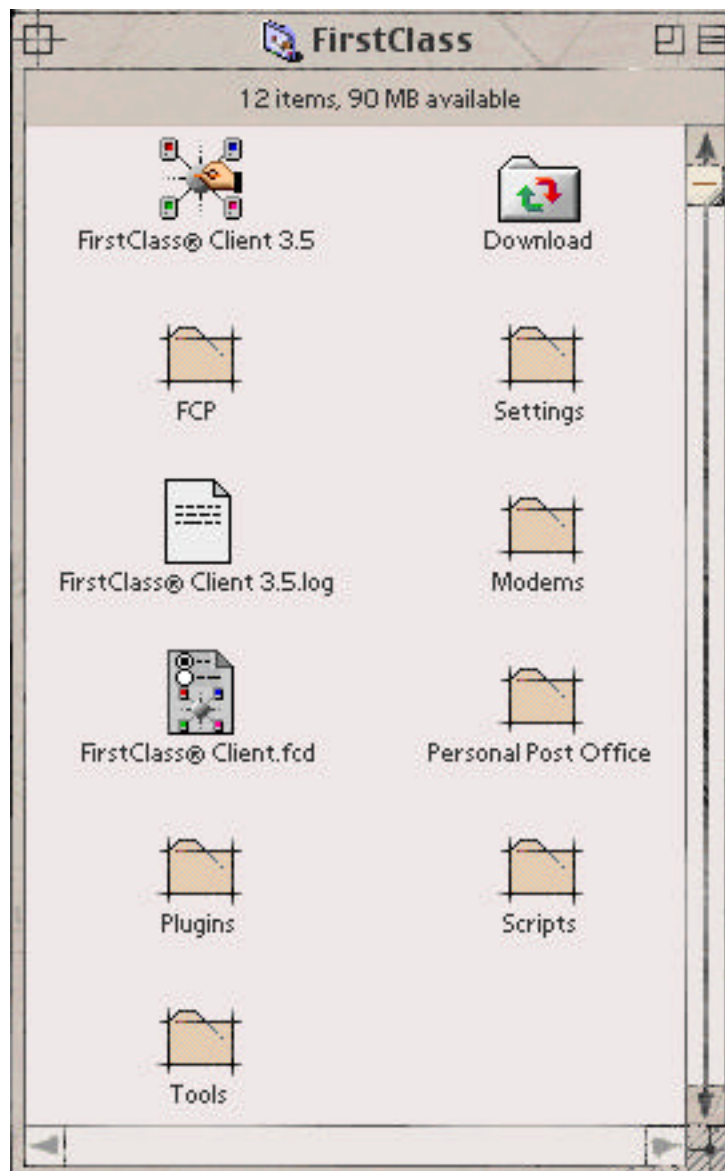 FirstClass
12 items, 90 MB available
FirstClass® Client 3.5
Download
FCP
Settings
FirstClass® Client 3.5.log
Modems
FirstClass® Client.fcd
Personal Post Office
Plugins
Scripts
Tools